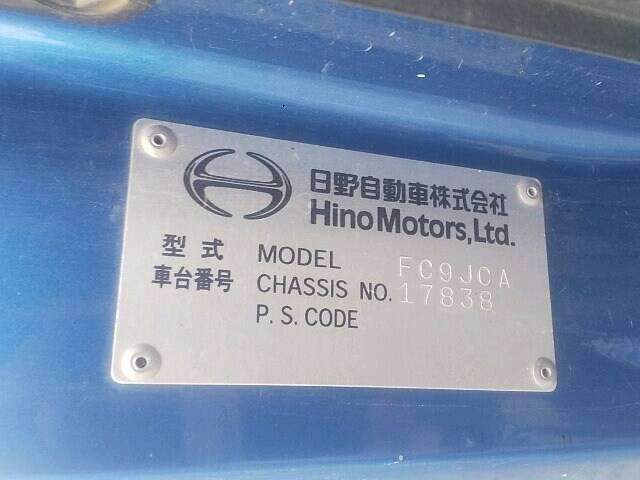 日野自動車株式会社
Hino Motors, Ltd.
型式 MODEL FC9JCA
車台番号 CHASSIS NO. 17838
P. S. CODE